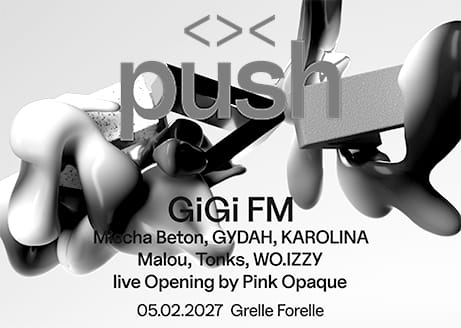 <><
push
GiGi FM
Mischa Beton, GYDAH, KAROLINA
Malou, Tonks, WO.IZZY
live Opening by Pink Opaque
05.02.2027 Grelle Forelle